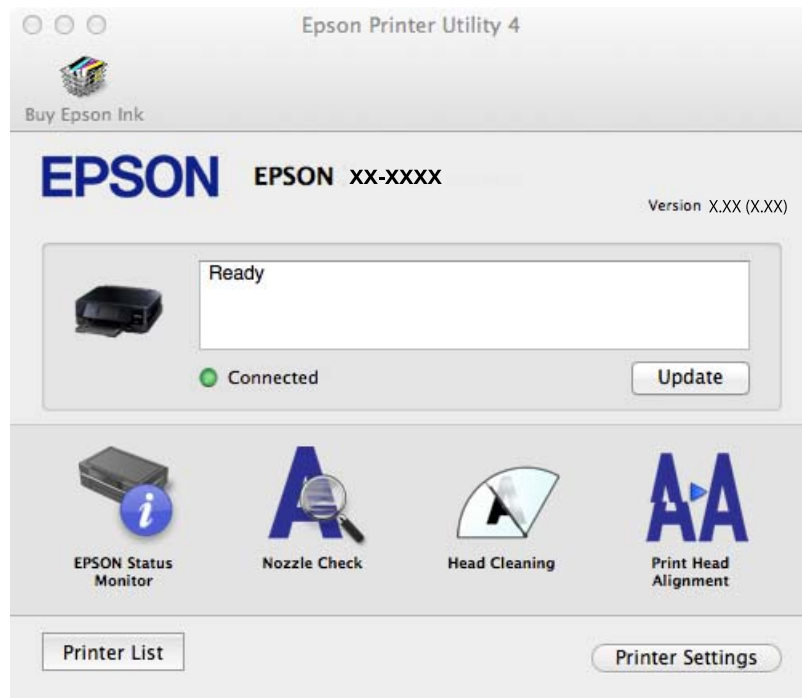 Epson Printer Utility 4
Buy Epson Ink
EPSON EPSON XX-XXXX
Version X.XX (X.XX)
Ready
Connected Update
EPSON Status Nozzle Check Head Cleaning Print Head
Monitor Alignment
Printer List Printer Settings